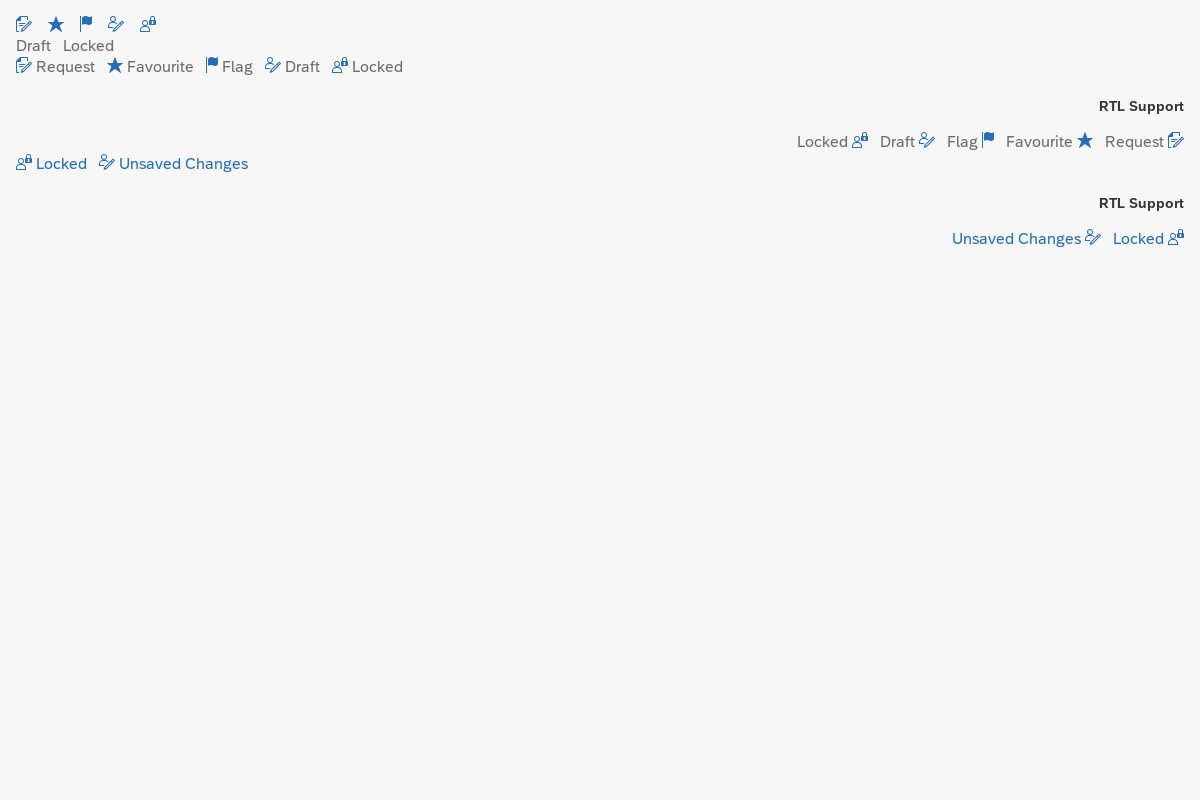 Draft Locked
Request Favourite Flag Draft Locked
RTL Support
Locked Draft Flag Favourite Request
Locked Unsaved Changes
RTL Support
Unsaved Changes Locked